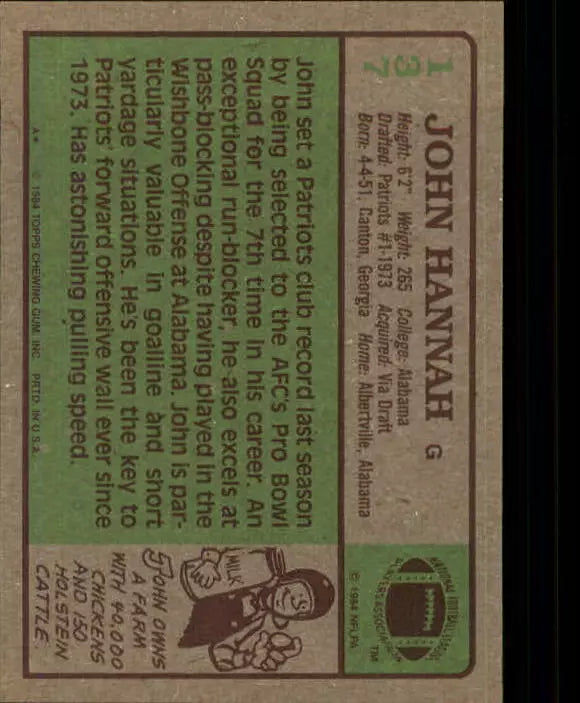 137
JOHN HANNAH G
Height: 6'2" Weight: 265 College: Alabama
Drafted: Patriots #1-1973 Acquired: Via Draft
Born: 4-4-51, Canton, Georgia Home: Albertville, Alabama
NATIONAL FOOTBALL LEAGUE
PLAYERS ASSOCIATION
TM
© 1984 NFLPA
John set a Patriots club record last season
by being selected to the AFC's Pro Bowl
Squad for the 7th time in his career. An
exceptional run-blocker, he also excels at
pass-blocking despite having played in the
Wishbone Offense at Alabama. John is par-
ticularly valuable in goalline and short
yardage situations. He's been the key to
Patriots' forward offensive wall ever since
1973. Has astonishing pulling speed.
MILK
JOHN OWNS
A FARM
WITH 40,000
CHICKENS
AND 150
HOLSTEIN
CATTLE.
A* © 1984 TOPPS CHEWING GUM, INC. PRTD. IN U.S.A.